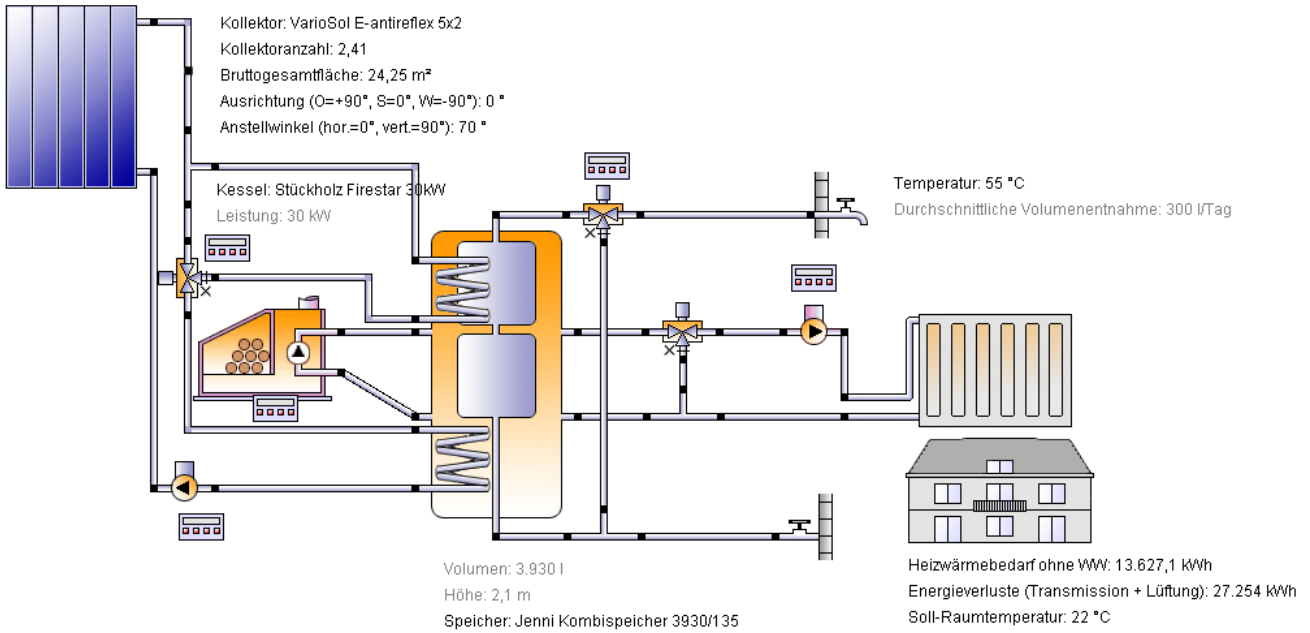 Kollektor: VarioSol E-antireflex 5x2
Kollektoranzahl: 2,41
Bruttogesamtfläche: 24,25 m²
Ausrichtung (O=+90°, S=0°, W=-90°): 0 °
Anstellwinkel (hor.=0°, vert.=90°): 70 °
Kessel: Stückholz Firestar 30kW
Leistung: 30 kW
Temperatur: 55 °C
Durchschnittliche Volumenentnahme: 300 l/Tag
Volumen: 3.930 l
Höhe: 2,1 m
Speicher: Jenni Kombispeicher 3930/135
Heizwärmebedarf ohne WW: 13.627,1 kWh
Energieverluste (Transmission + Lüftung): 27.254 kWh
Soll-Raumtemperatur: 22 °C